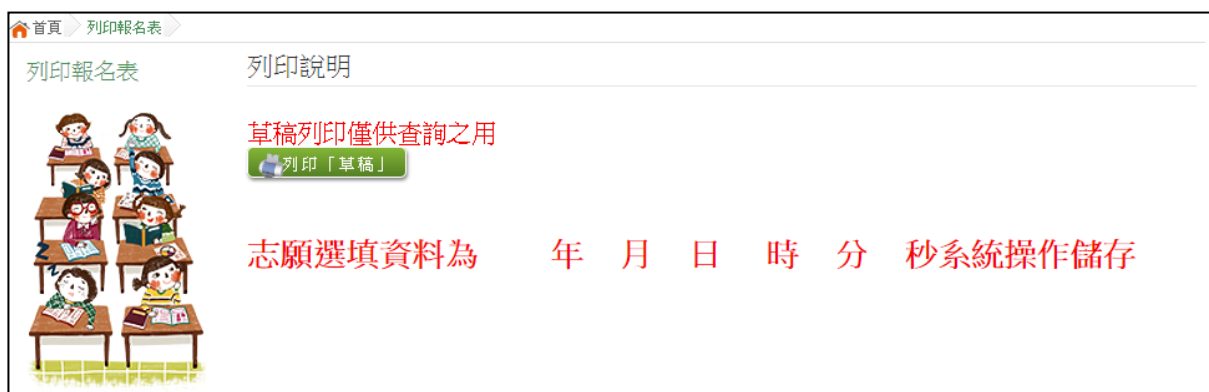 首頁 列印報名表
列印報名表
列印說明
草稿列印僅供查詢之用
列印「草稿」
志願選填資料為 年 月 日 時 分 秒系統操作儲存